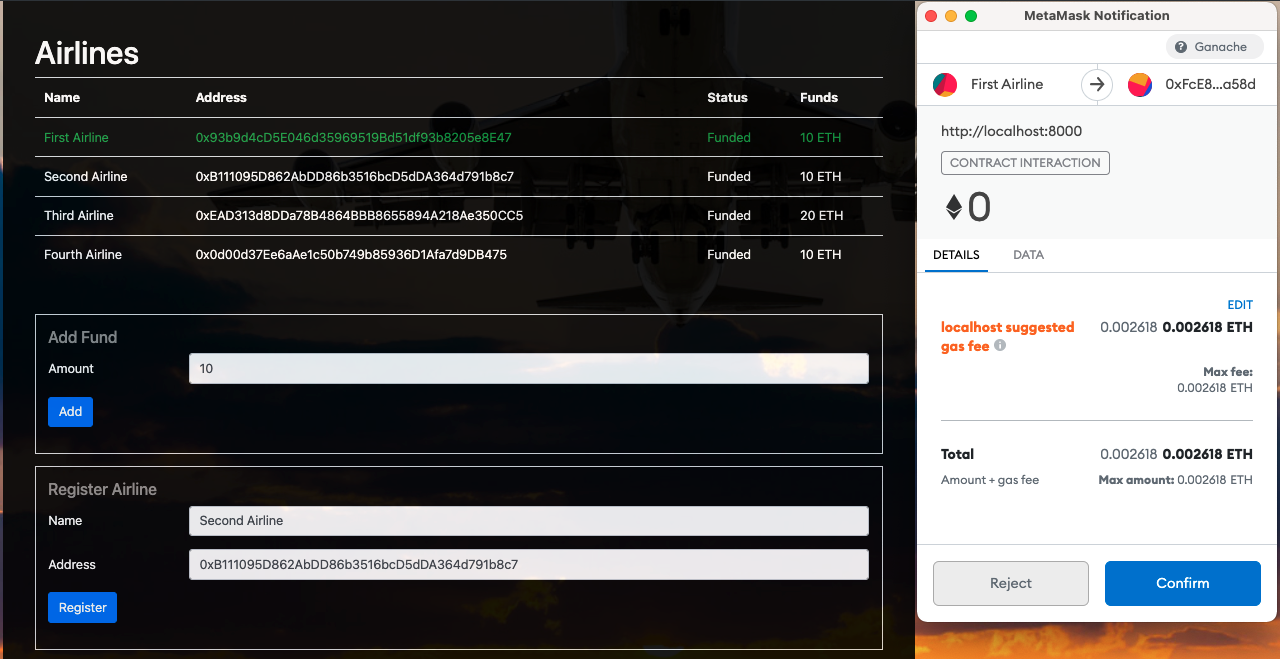 Airlines
Name Address Status Funds
First Airline 0x93b9d4cD5E046d35969519Bd51df93b8205e8E47 Funded 10 ETH
Second Airline 0xB111095D862AbDD86b3516bcD5dDA364d791b8c7 Funded 10 ETH
Third Airline 0xEAD313d8DDa78B4864BBB8655894A218Ae350CC5 Funded 20 ETH
Fourth Airline 0x0d00d37Ee6aAe1c50b749b85936D1Afa7d9DB475 Funded 10 ETH
Add Fund
Amount 10
Add
Register Airline
Name Second Airline
Address 0xB111095D862AbDD86b3516bcD5dDA364d791b8c7
Register
MetaMask Notification
? Ganache
First Airline 0xFcE8...a58d
http://localhost:8000
CONTRACT INTERACTION
0
DETAILS DATA
EDIT
localhost suggested 0.002618 0.002618 ETH
gas fee
Max fee:
0.002618 ETH
Total 0.002618 0.002618 ETH
Amount + gas fee Max amount: 0.002618 ETH
Reject Confirm